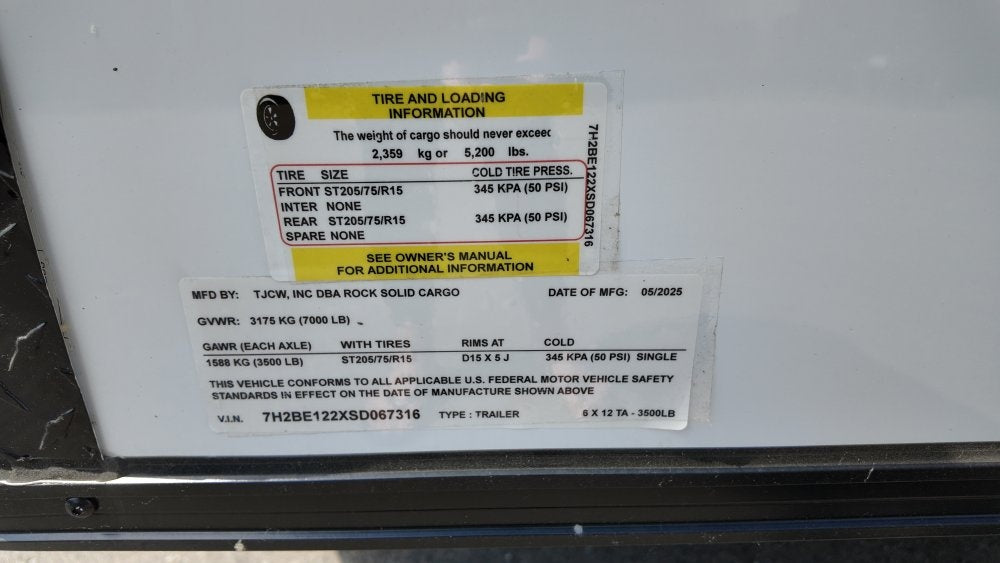 TIRE AND LOADING
INFORMATION
The weight of cargo should never exceed
2,359 kg or 5,200 lbs.
TIRE SIZE COLD TIRE PRESS.
FRONT ST205/75/R15 345 KPA (50 PSI)
INTER NONE
REAR ST205/75/R15 345 KPA (50 PSI)
SPARE NONE
SEE OWNER'S MANUAL
FOR ADDITIONAL INFORMATION
7H2BE122XSD067316
MFD BY: TJCW, INC DBA ROCK SOLID CARGO DATE OF MFG: 05/2025
GVWR: 3175 KG (7000 LB)
GAWR (EACH AXLE) WITH TIRES RIMS AT COLD
1588 KG (3500 LB) ST205/75/R15 D15 X 5 J 345 KPA (50 PSI) SINGLE
THIS VEHICLE CONFORMS TO ALL APPLICABLE U.S. FEDERAL MOTOR VEHICLE SAFETY
STANDARDS IN EFFECT ON THE DATE OF MANUFACTURE SHOWN ABOVE
V.I.N. 7H2BE122XSD067316 TYPE : TRAILER 6 X 12 TA - 3500LB